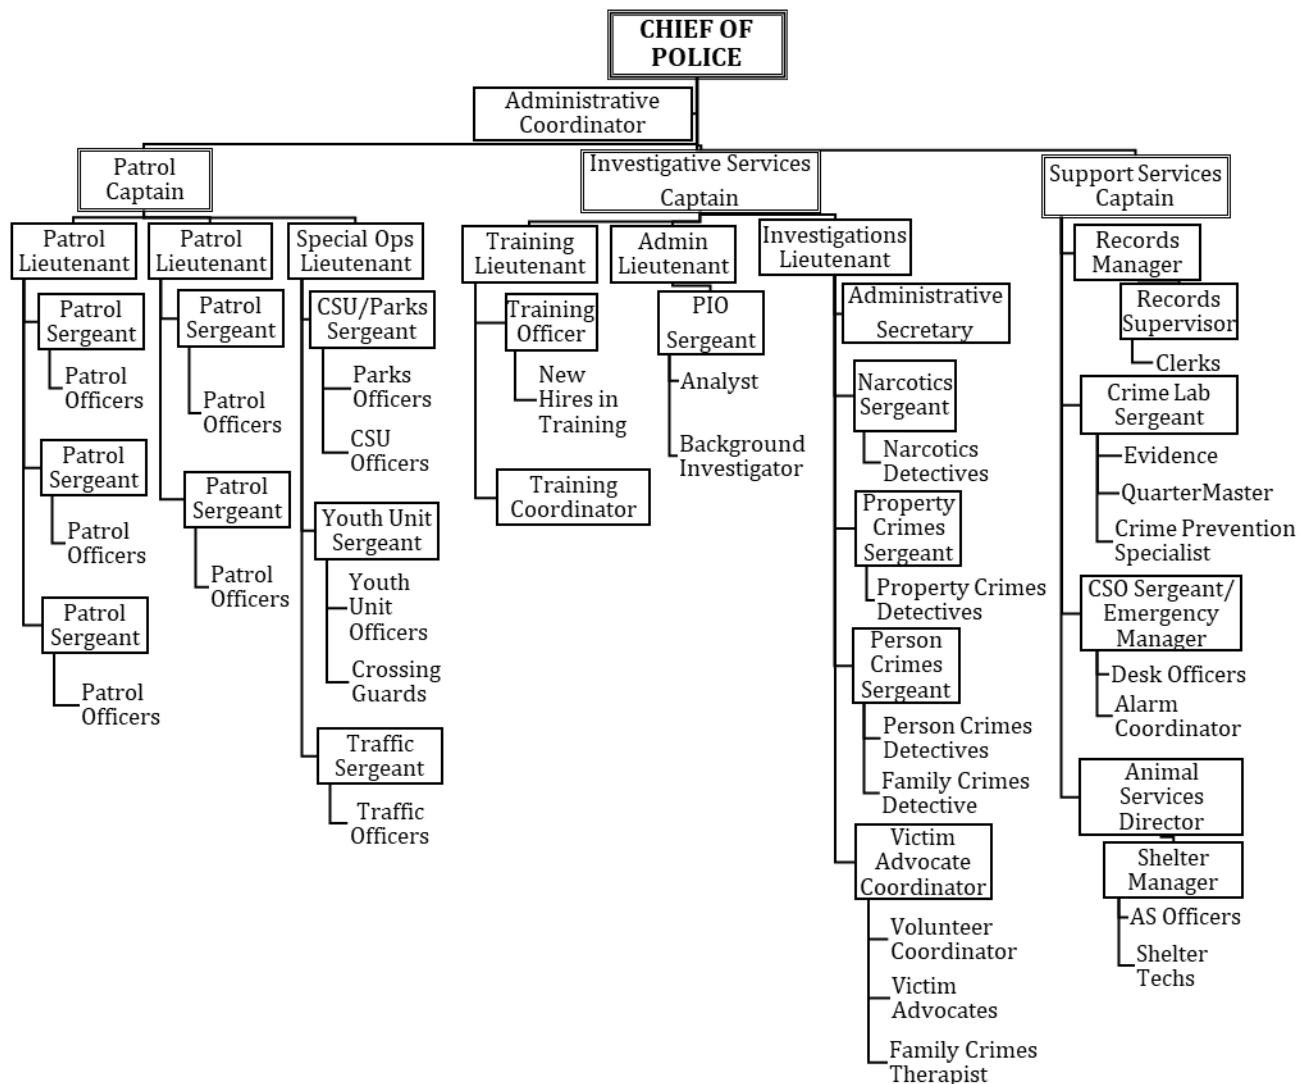 CHIEF OF
POLICE
Administrative
Coordinator
Patrol
Captain
Patrol
Lieutenant
Patrol
Sergeant
Patrol
Officers
Patrol
Sergeant
Patrol
Officers
Patrol
Sergeant
Patrol
Officers
Patrol
Lieutenant
Patrol
Sergeant
Patrol
Officers
Patrol
Sergeant
Patrol
Officers
Special Ops
Lieutenant
CSU/Parks
Sergeant
Parks
Officers
CSU
Officers
Youth Unit
Sergeant
Youth
Unit
Officers
Crossing
Guards
Traffic
Sergeant
Traffic
Officers
Investigative Services
Captain
Training
Lieutenant
Training
Officer
New
Hires in
Training
Training
Coordinator
Admin
Lieutenant
PIO
Sergeant
Analyst
Background
Investigator
Investigations
Lieutenant
Administrative
Secretary
Narcotics
Sergeant
Narcotics
Detectives
Property
Crimes
Sergeant
Property Crimes
Detectives
Person
Crimes
Sergeant
Person Crimes
Detectives
Family Crimes
Detective
Victim
Advocate
Coordinator
Volunteer
Coordinator
Victim
Advocates
Family Crimes
Therapist
Support Services
Captain
Records
Manager
Records
Supervisor
Clerks
Crime Lab
Sergeant
Evidence
QuarterMaster
Crime Prevention
Specialist
CSO Sergeant/
Emergency
Manager
Desk Officers
Alarm
Coordinator
Animal
Services
Director
Shelter
Manager
AS Officers
Shelter
Techs